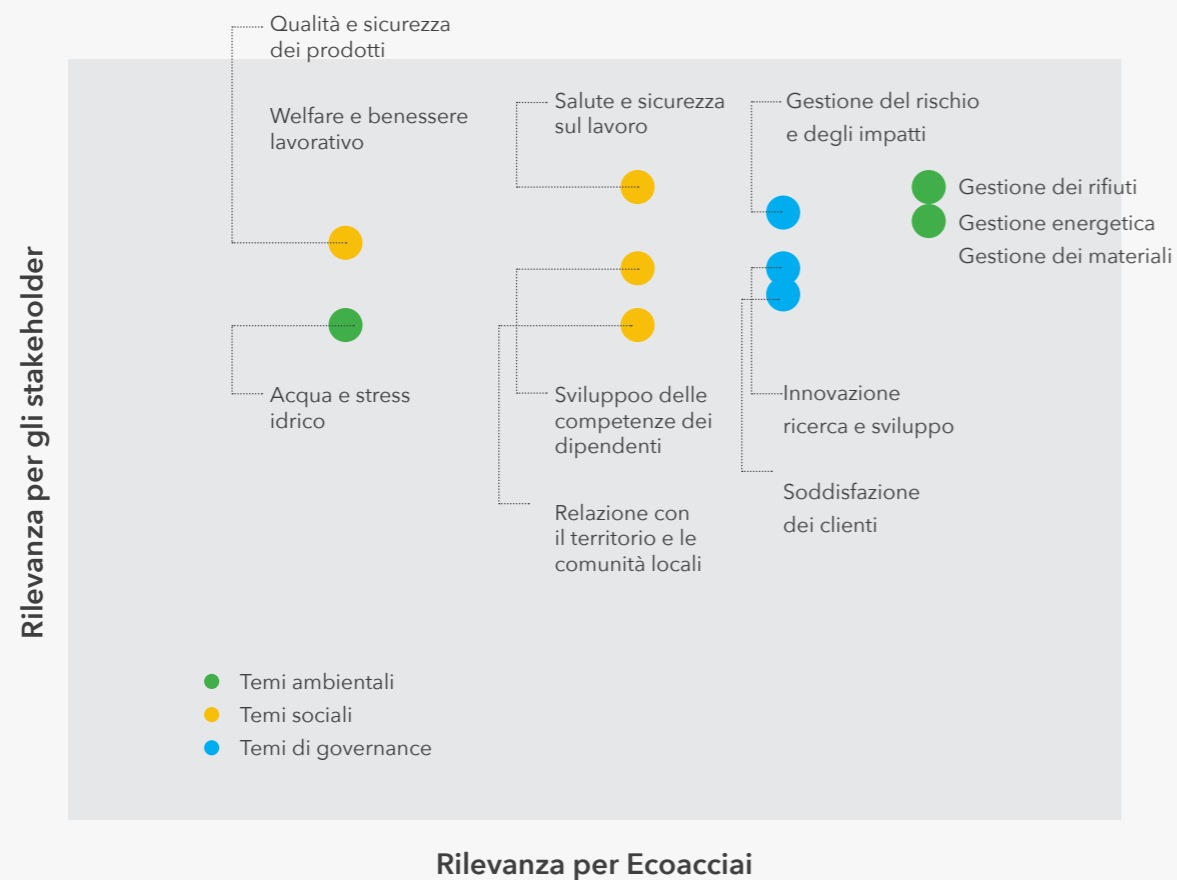 Qualità e sicurezza
dei prodotti
Welfare e benessere
lavorativo
Salute e sicurezza
sul lavoro
Gestione del rischio
e degli impatti
Gestione dei rifiuti
Gestione energetica
Gestione dei materiali
Acqua e stress
idrico
Sviluppoo delle
competenze dei
dipendenti
Innovazione
ricerca e sviluppo
Relazione con
il territorio e le
comunità locali
Soddisfazione
dei clienti
Rilevanza per gli stakeholder
Temi ambientali
Temi sociali
Temi di governance
Rilevanza per Ecoacciai